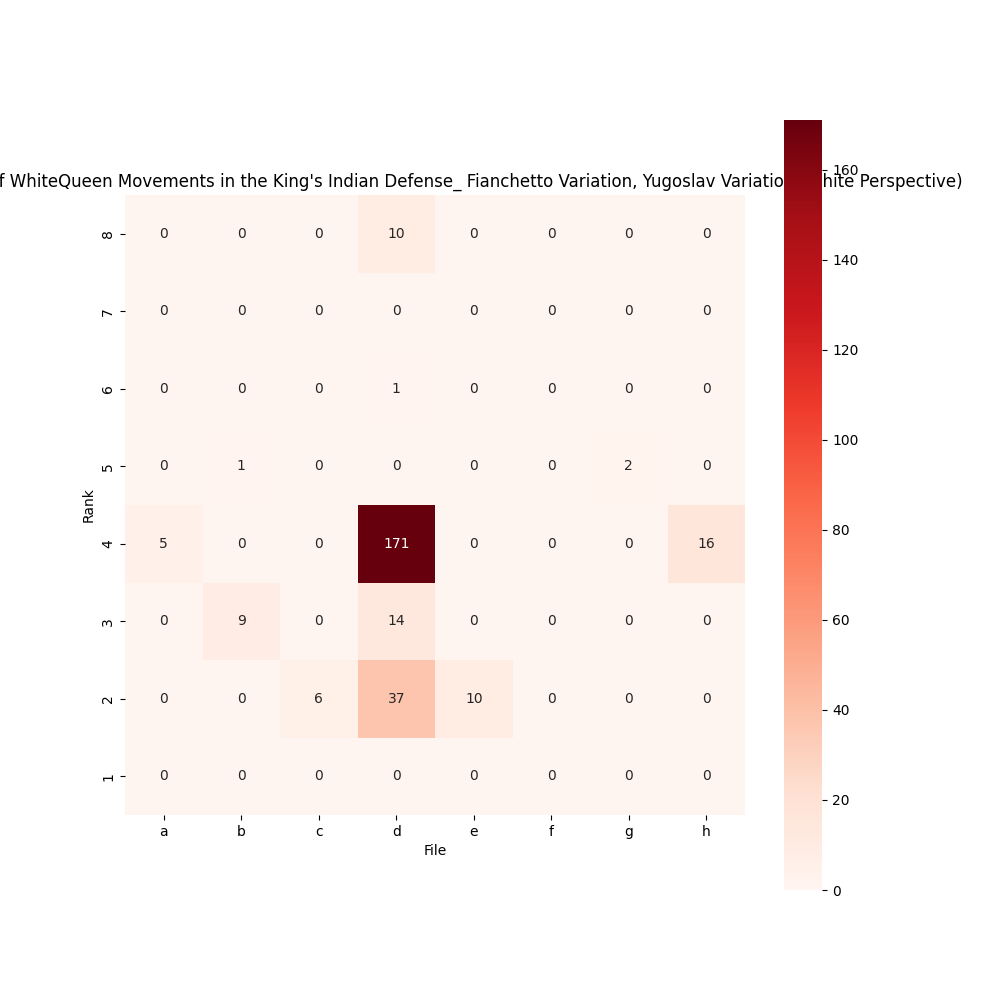 160
f WhiteQueen Movements in the King's Indian Defense_ Fianchetto Variation, Yugoslav Variatio hite Perspective)
8 0 0 0 10 0 0 0 0
140
7 0 0 0 0 0 0 0 0
120
6 0 0 0 1 0 0 0 0
100
5 0 1 0 0 0 0 2 0
Rank
80
4 5 0 0 171 0 0 0 16
60
3 0 9 0 14 0 0 0 0
40
2 0 0 6 37 10 0 0 0
20
1 0 0 0 0 0 0 0 0
a b c d e f g h
File
0